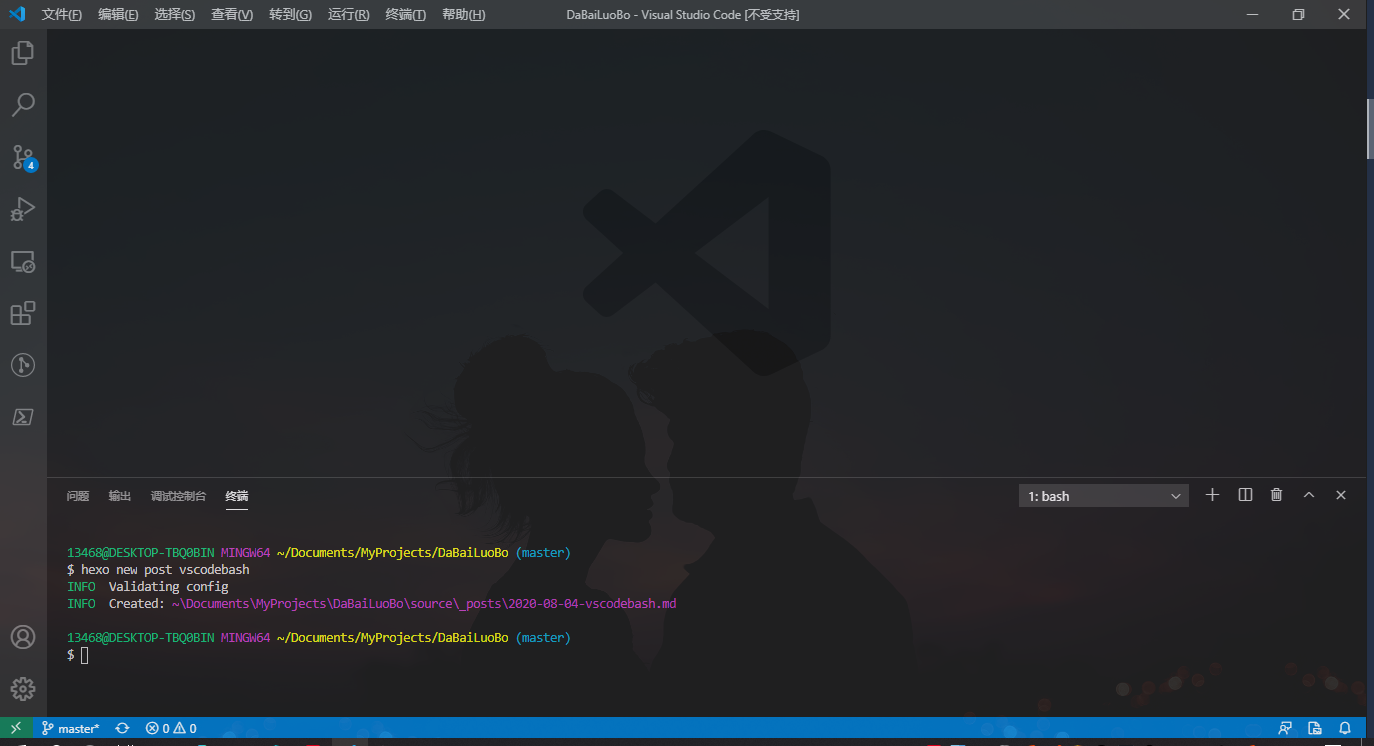 文件(F) 编辑(E) 选择(S) 查看(V) 转到(G) 运行(R) 终端(T) 帮助(H) DaBaiLuoBo - Visual Studio Code [不受支持]
4
问题 输出 调试控制台 终端 1: bash
13468@DESKTOP-TBQ0BIN MINGW64 ~/Documents/MyProjects/DaBaiLuoBo (master)
$ hexo new post vscodebash
INFO Validating config
INFO Created: ~\Documents\MyProjects\DaBaiLuoBo\source\_posts\2020-08-04-vscodebash.md
13468@DESKTOP-TBQ0BIN MINGW64 ~/Documents/MyProjects/DaBaiLuoBo (master)
$
master* 0 0